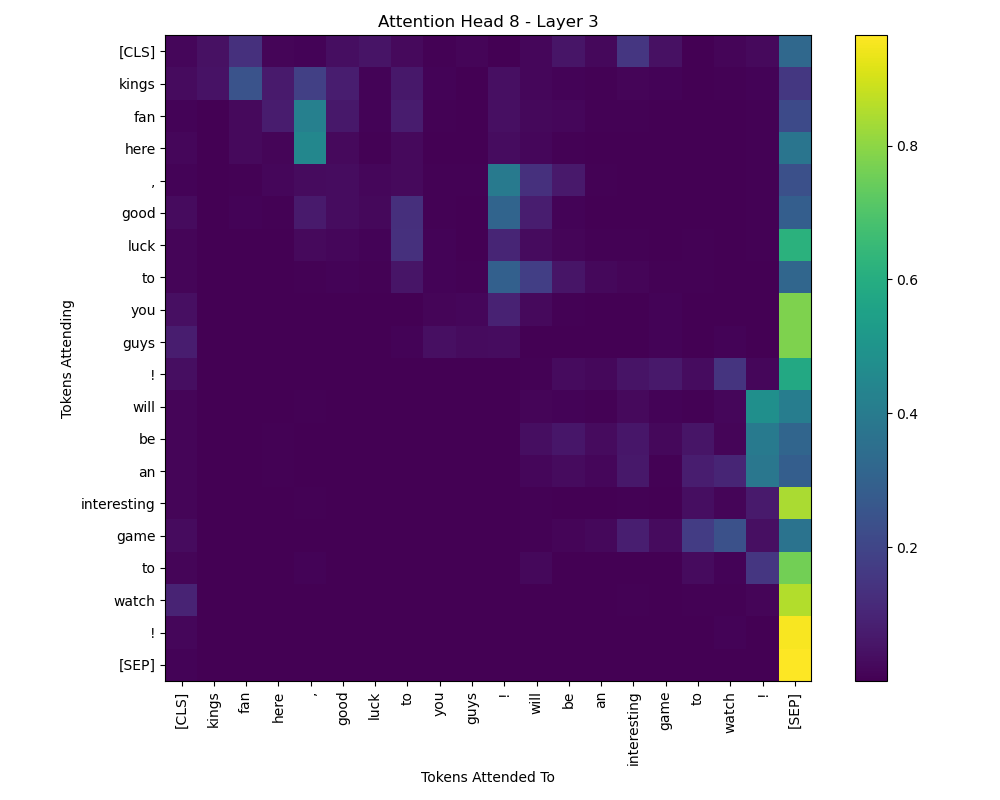 Attention Head 8 - Layer 3
[CLS]
kings
fan
here
,
good
luck
to
you
guys
!
will
be
an
interesting
game
to
watch
!
[SEP]
Tokens Attending
[CLS]
kings
fan
here
,
good
luck
to
you
guys
!
will
be
an
interesting
game
to
watch
!
[SEP]
Tokens Attended To
0.8
0.6
0.4
0.2